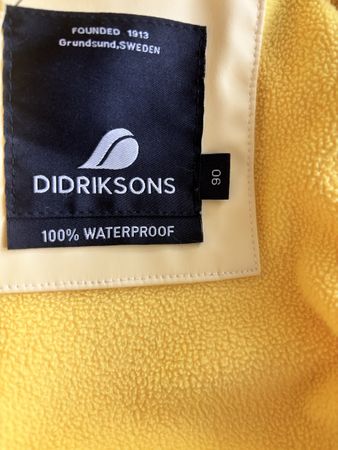 FOUNDED 1913
Grundsund,SWEDEN
DIDRIKSONS
90
100% WATERPROOF